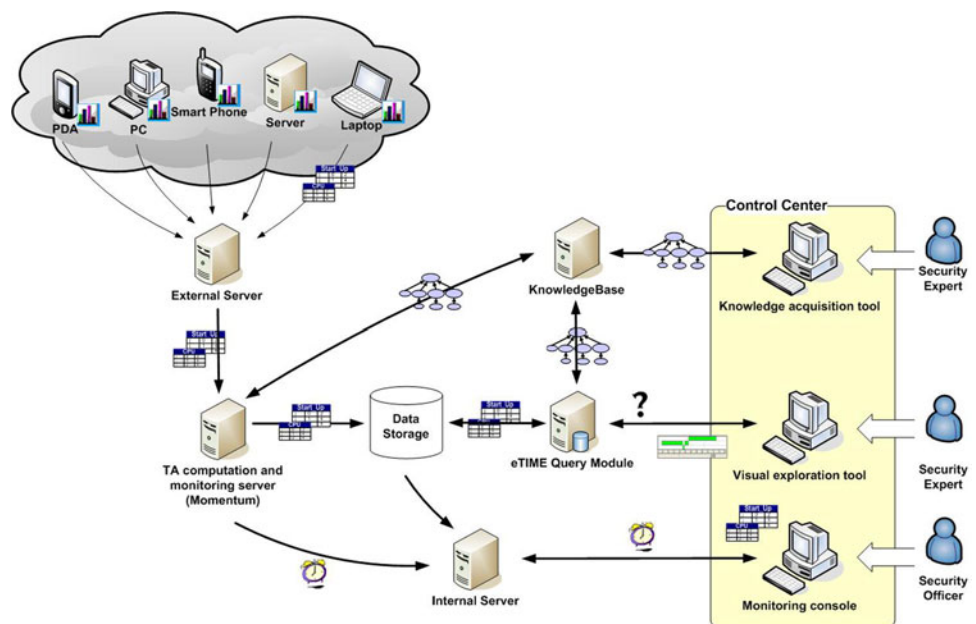 PDA
PC
Smart Phone
Server
Laptop
Start Up
CPU
External Server
KnowledgeBase
Control Center
Knowledge acquisition tool
Security
Expert
Start Up
CPU
TA computation and
monitoring server
(Momentum)
Start Up
CPU
Data
Storage
Start Up
eTIME Query Module
?
Visual exploration tool
Security
Expert
Start Up
CPU
Internal Server
Monitoring console
Security
Officer